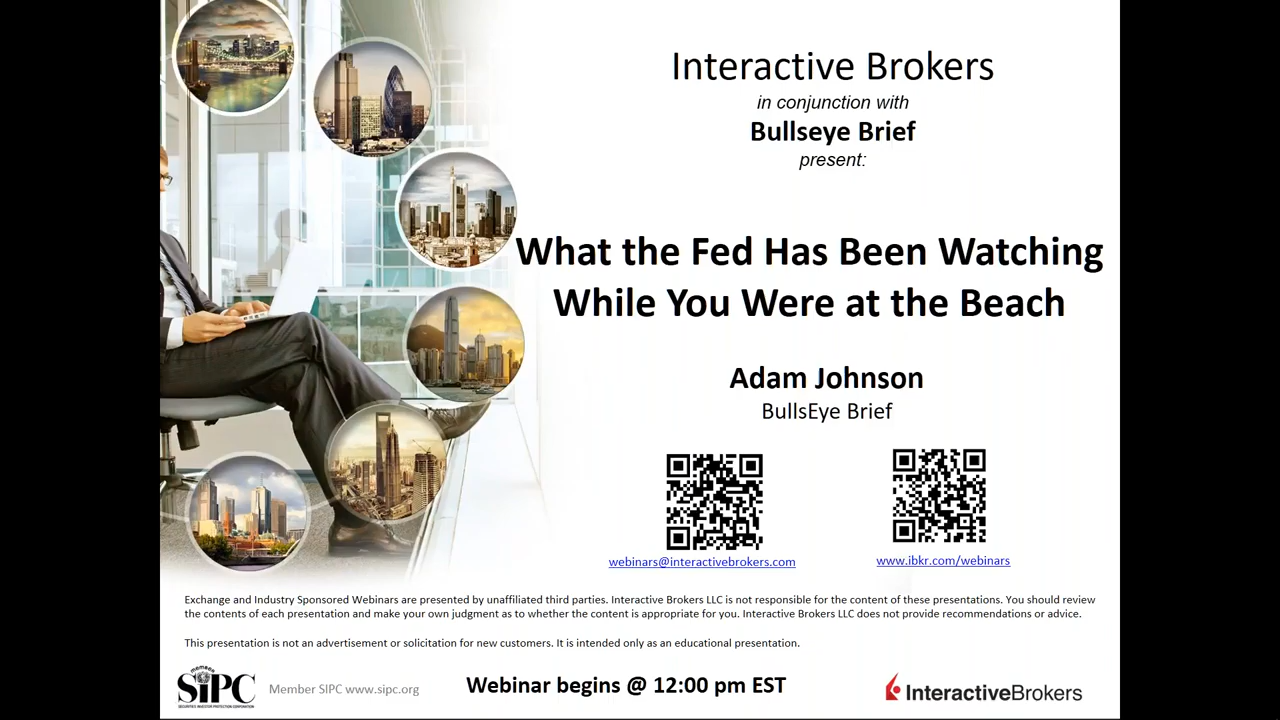 Interactive Brokers
in conjunction with
Bullseye Brief
present:
What the Fed Has Been Watching
While You Were at the Beach
Adam Johnson
BullsEye Brief
webinars@interactivebrokers.com
www.ibkr.com/webinars
Exchange and Industry Sponsored Webinars are presented by unaffiliated third parties. Interactive Brokers LLC is not responsible for the content of these presentations. You should review
the contents of each presentation and make your own judgment as to whether the content is appropriate for you. Interactive Brokers LLC does not provide recommendations or advice.
This presentation is not an advertisement or solicitation for new customers. It is intended only as an educational presentation.
MEMBER
SiPC
SECURITIES INVESTOR PROTECTION CORPORATION
Member SIPC www.sipc.org
Webinar begins @ 12:00 pm EST
InteractiveBrokers